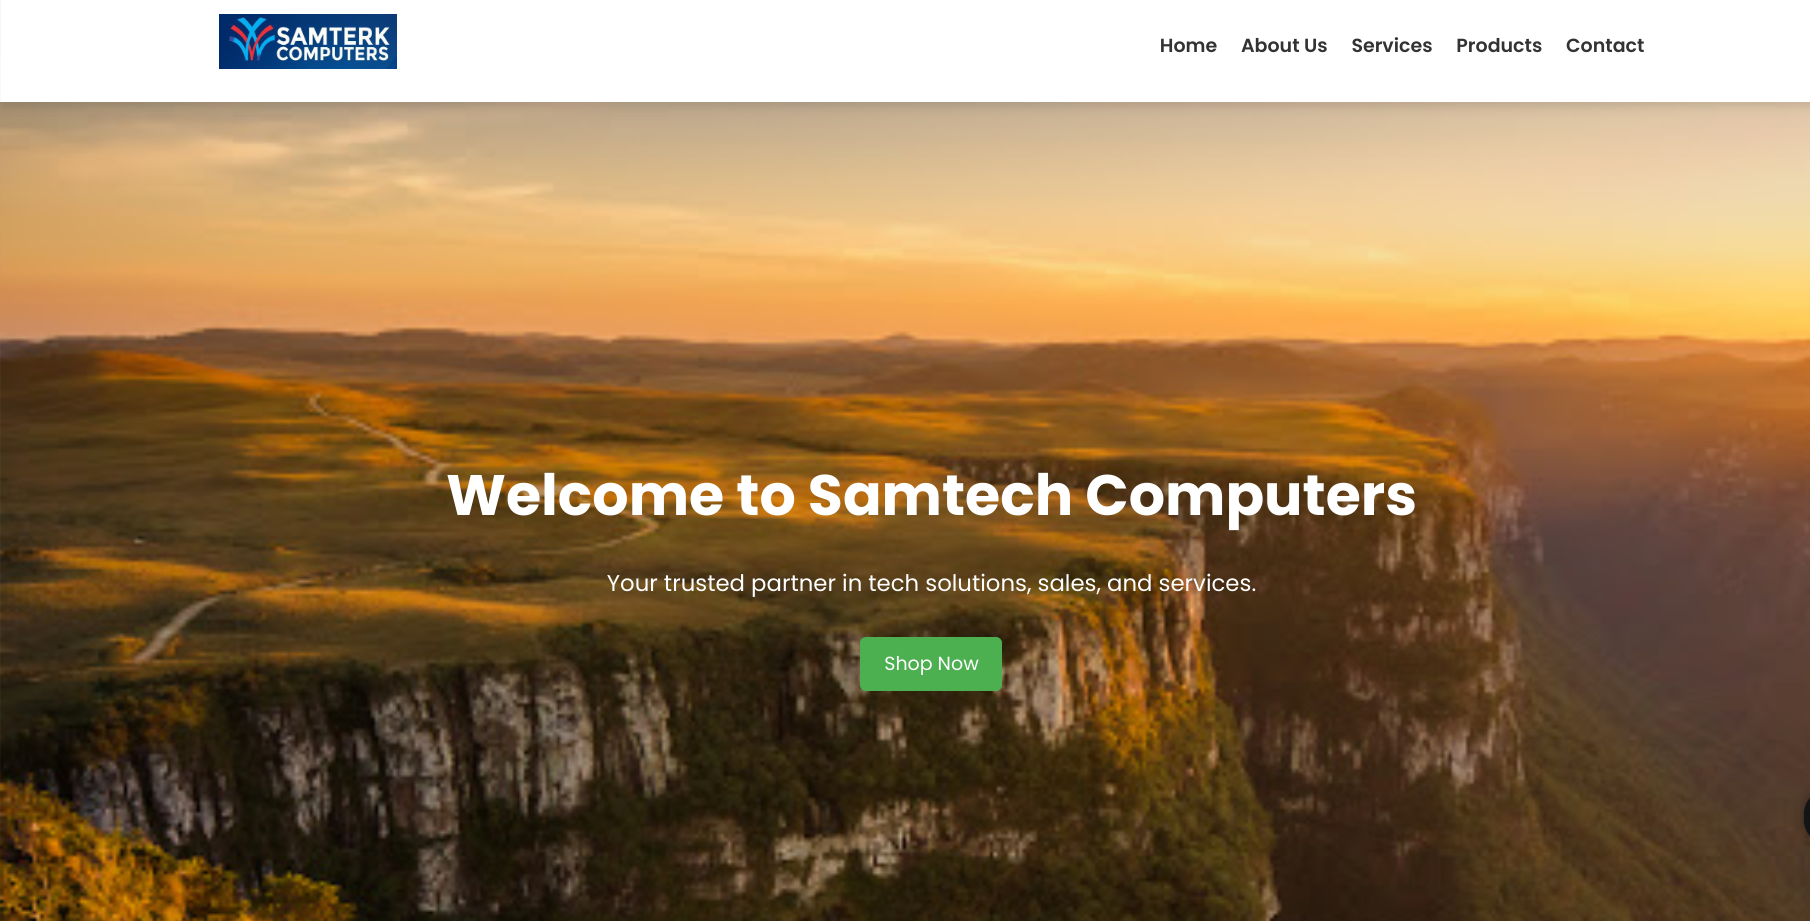 SAMTERK
COMPUTERS
Home About Us Services Products Contact
Welcome to Samtech Computers
Your trusted partner in tech solutions, sales, and services.
Shop Now